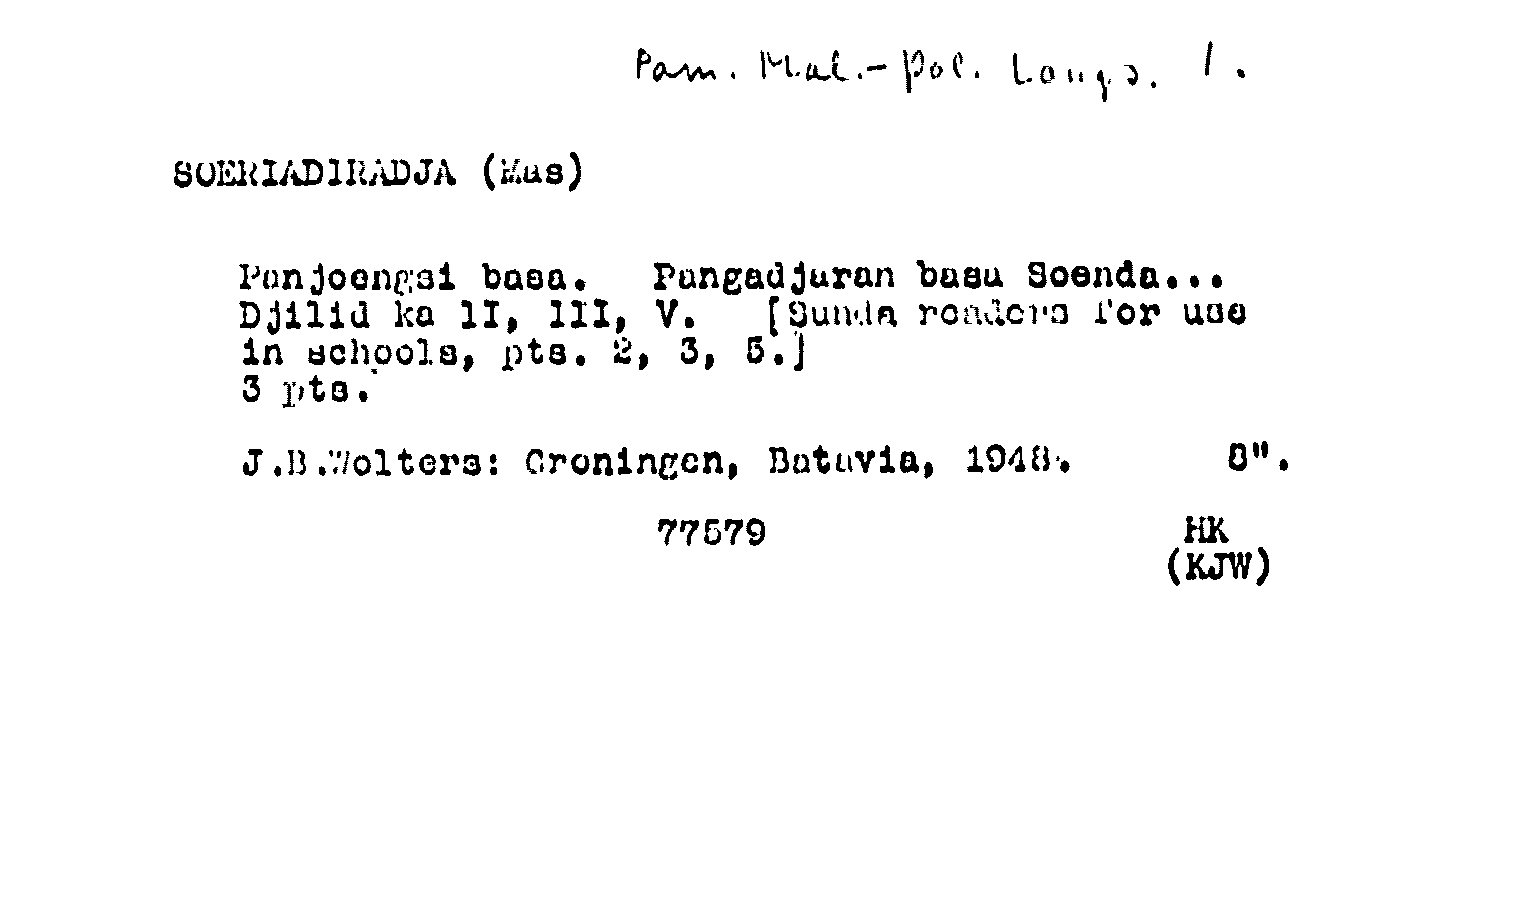 Pam. Mal.-Pol. Langs. 1.
SOERIADIRADJA (Mas)
Panjoengsi basa. Pangadjaran basa Soenda...
Djilid ka II, III, V. [Sunda readers for use
in schools, pts. 2, 3, 5.]
3 pts.
J.B.Wolters: Groningen, Batavia, 1948. 8".
77579 HK
(KJW)